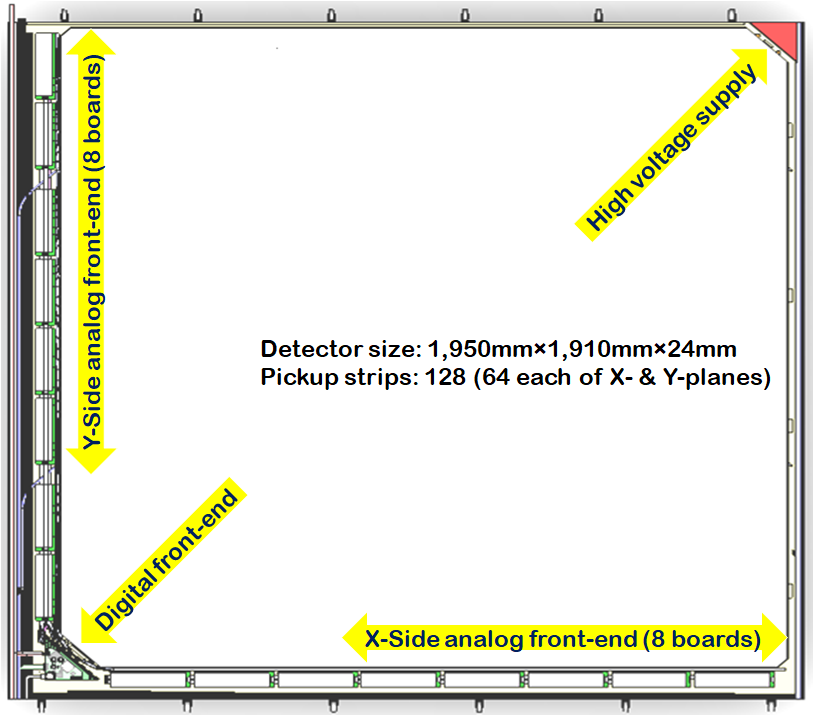 Y-Side analog front-end (8 boards)
High voltage supply
Detector size: 1,950mm×1,910mm×24mm
Pickup strips: 128 (64 each of X- & Y-planes)
Digital front-end
X-Side analog front-end (8 boards)